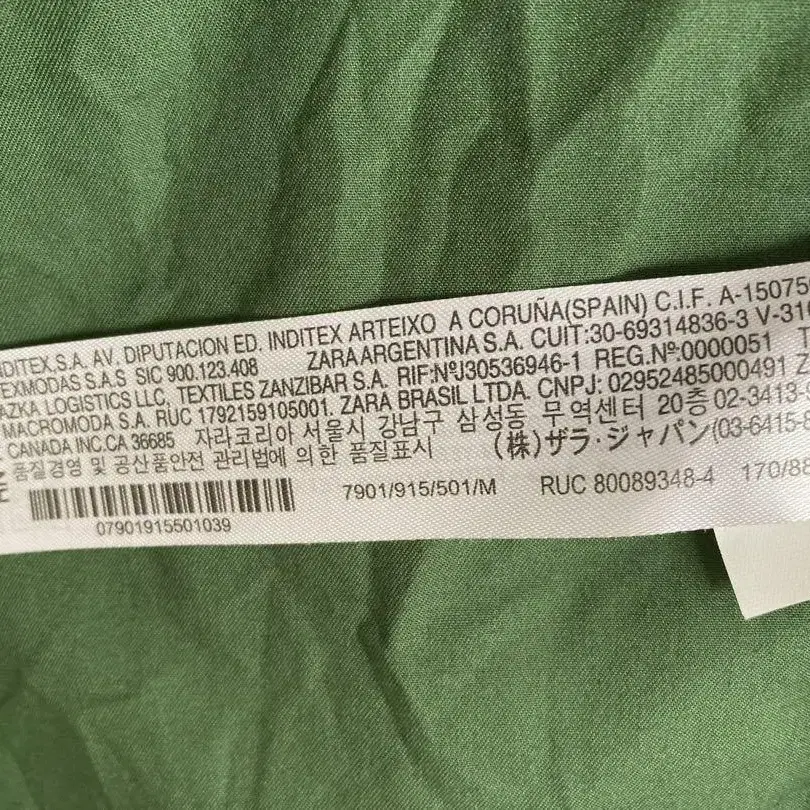 INDITEX,S.A. AV. DIPUTACION ED. INDITEX ARTEIXO A CORUÑA(SPAIN) C.I.F. A-15075
TEXMODAS S.A.S SIC 900.123.408 ZARA ARGENTINA S.A. CUIT:30-69314836-3 V-310
AZKA LOGISTICS LLC, TEXTILES ZANZIBAR S.A. RIF:NºJ30536946-1 REG.Nº:0000051
MACROMODA S.A. RUC 1792159105001. ZARA BRASIL LTDA. CNPJ: 02952485000491
CANADA INC.CA 36685 자라코리아 서울시 강남구 삼성동 무역센터 20층 02-3413-
품질경영 및 공산품안전 관리법에 의한 품질표시 (株)ザラ・ジャパン(03-6415-8
07901915501039 7901/915/501/M RUC 80089348-4 170/88